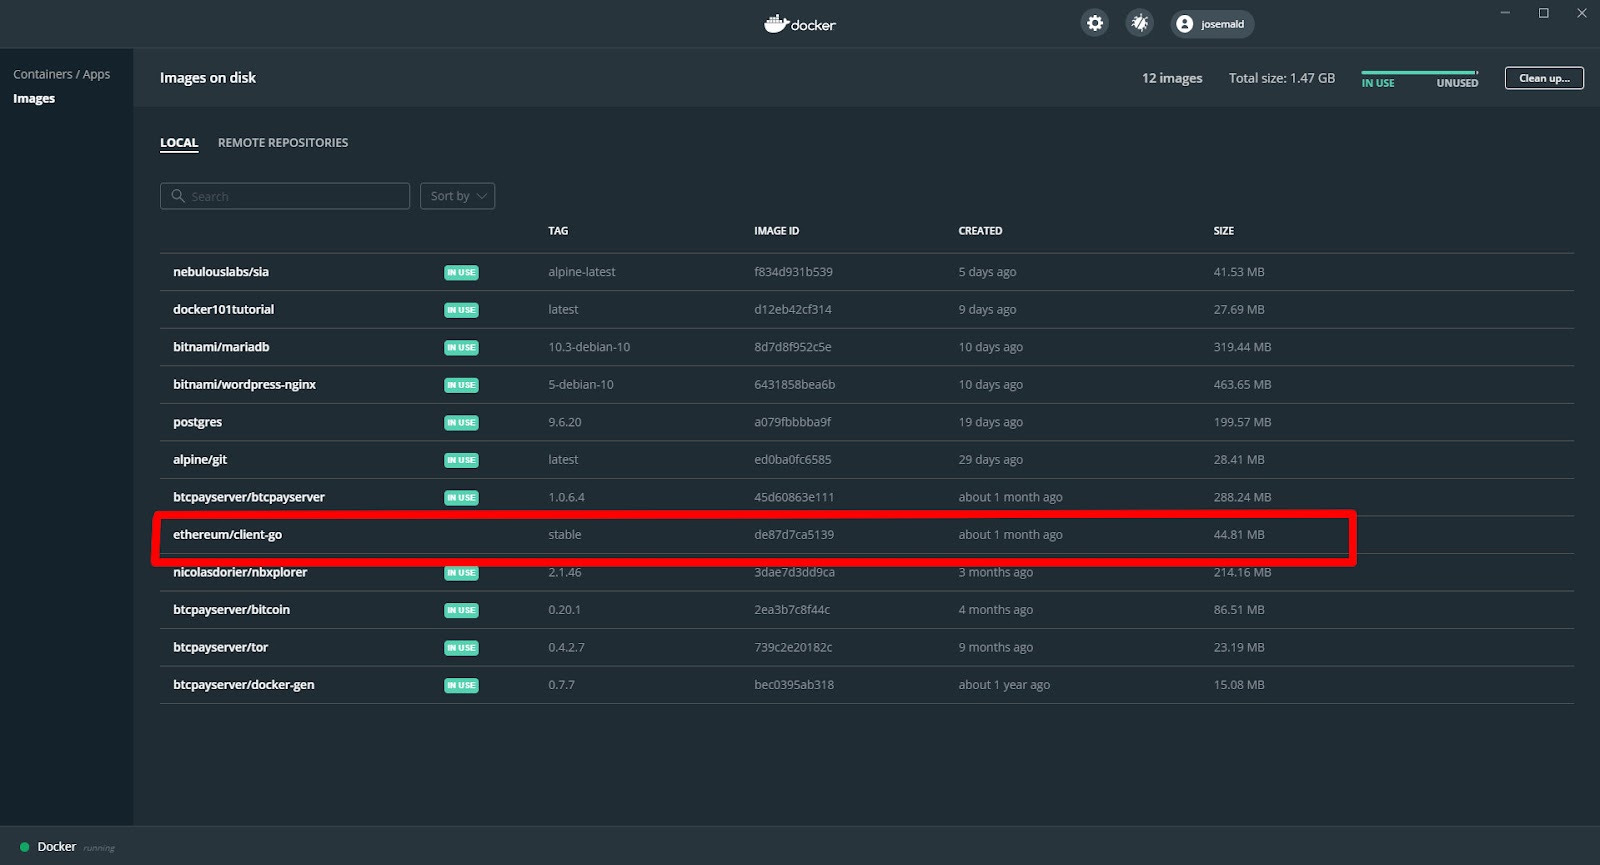 docker
josemald
Containers / Apps
Images
Images on disk
12 images
Total size: 1.47 GB
IN USE
UNUSED
Clean up...
LOCAL
REMOTE REPOSITORIES
Search
Sort by
TAG IMAGE ID CREATED SIZE
nebulouslabs/sia IN USE alpine-latest f834d931b539 5 days ago 41.53 MB
docker101tutorial IN USE latest d12eb42cf314 9 days ago 27.69 MB
bitnami/mariadb IN USE 10.3-debian-10 8d7d8f952c5e 10 days ago 319.44 MB
bitnami/wordpress-nginx IN USE 5-debian-10 6431858bea6b 10 days ago 463.65 MB
postgres IN USE 9.6.20 a079fbbbba9f 19 days ago 199.57 MB
alpine/git IN USE latest ed0ba0fc6585 29 days ago 28.41 MB
btcpayserver/btcpayserver IN USE 1.0.6.4 45d60863e111 about 1 month ago 288.24 MB
ethereum/client-go stable de87d7ca5139 about 1 month ago 44.81 MB
nicolasdorier/nbxplorer IN USE 2.1.46 3dae7d3dd9ca 3 months ago 214.16 MB
btcpayserver/bitcoin IN USE 0.20.1 2ea3b7c8f44c 4 months ago 86.51 MB
btcpayserver/tor IN USE 0.4.2.7 739c2e20182c 9 months ago 23.19 MB
btcpayserver/docker-gen IN USE 0.7.7 bec0395ab318 about 1 year ago 15.08 MB
Docker running